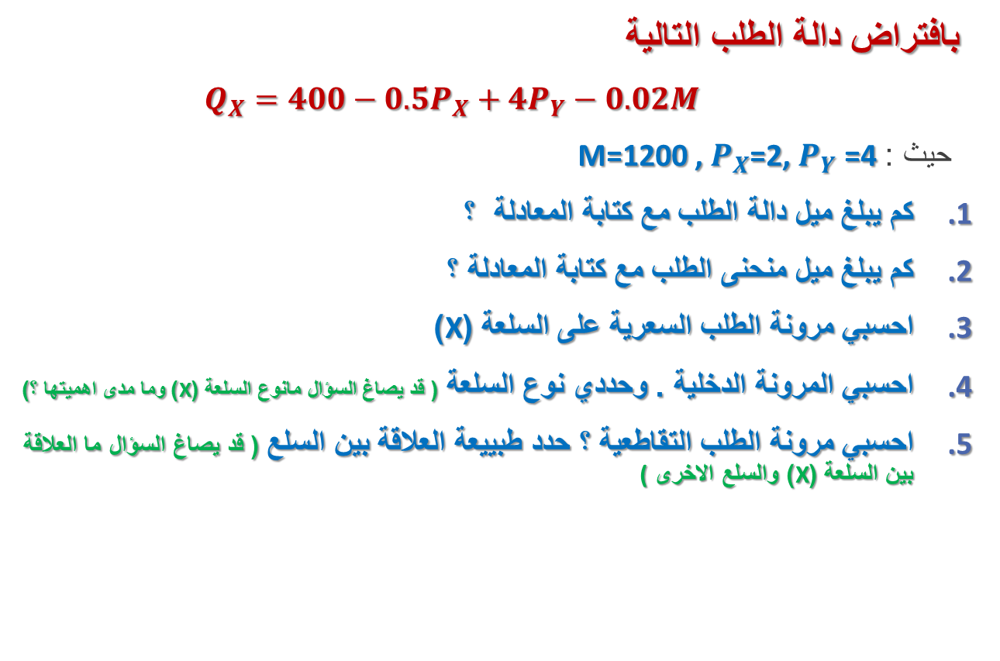 بافتراض دالة الطلب التالية
Q_X = 400 − 0.5P_X + 4P_Y − 0.02M
حيث : M=1200 , P_X=2, P_Y =4
1. كم يبلغ ميل دالة الطلب مع كتابة المعادلة ؟
2. كم يبلغ ميل منحنى الطلب مع كتابة المعادلة ؟
3. احسبي مرونة الطلب السعرية على السلعة (X)
4. احسبي المرونة الدخلية . وحددي نوع السلعة ( قد يصاغ السؤال مانوع السلعة (X) وما مدى اهميتها ؟)
5. احسبي مرونة الطلب التقاطعية ؟ حدد طبييعة العلاقة بين السلع ( قد يصاغ السؤال ما العلاقة
بين السلعة (X) والسلع الاخرى )